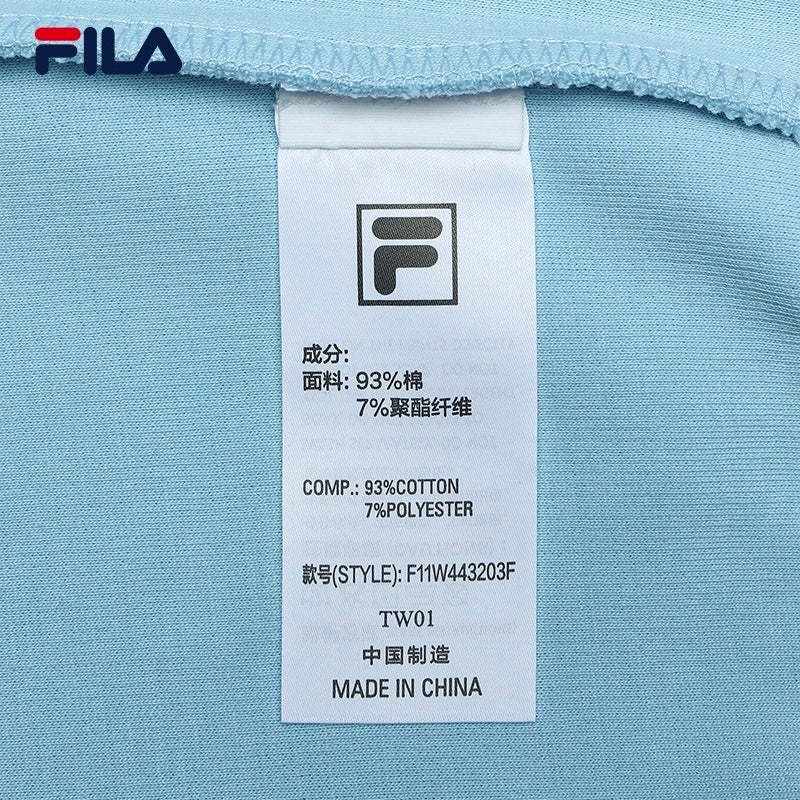 FILA
成分:
面料: 93%棉
7%聚酯纤维
COMP.: 93%COTTON
7%POLYESTER
款号(STYLE): F11W443203F
TW01
中国制造
MADE IN CHINA